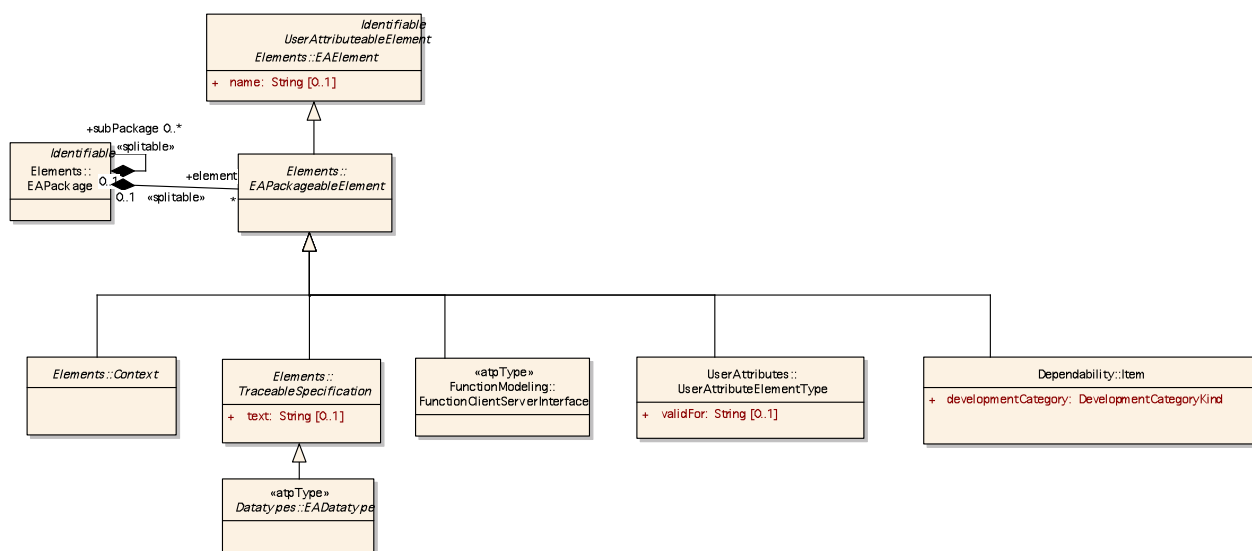 Identifiable
UserAttributeableElement
Elements::EAElement
+ name: String [0..1]
+subPackage 0..*
«splitable»
Identifiable
Elements::
EAPackage
0..1
0..1
«splitable»
+element
*
Elements::
EAPackageableElement
Elements::Context
Elements::
TraceableSpecification
+ text: String [0..1]
«atpType»
FunctionModeling::
FunctionClientServerInterface
UserAttributes::
UserAttributeElementType
+ validFor: String [0..1]
Dependability::Item
+ developmentCategory: DevelopmentCategoryKind
«atpType»
Datatypes::EADatatype